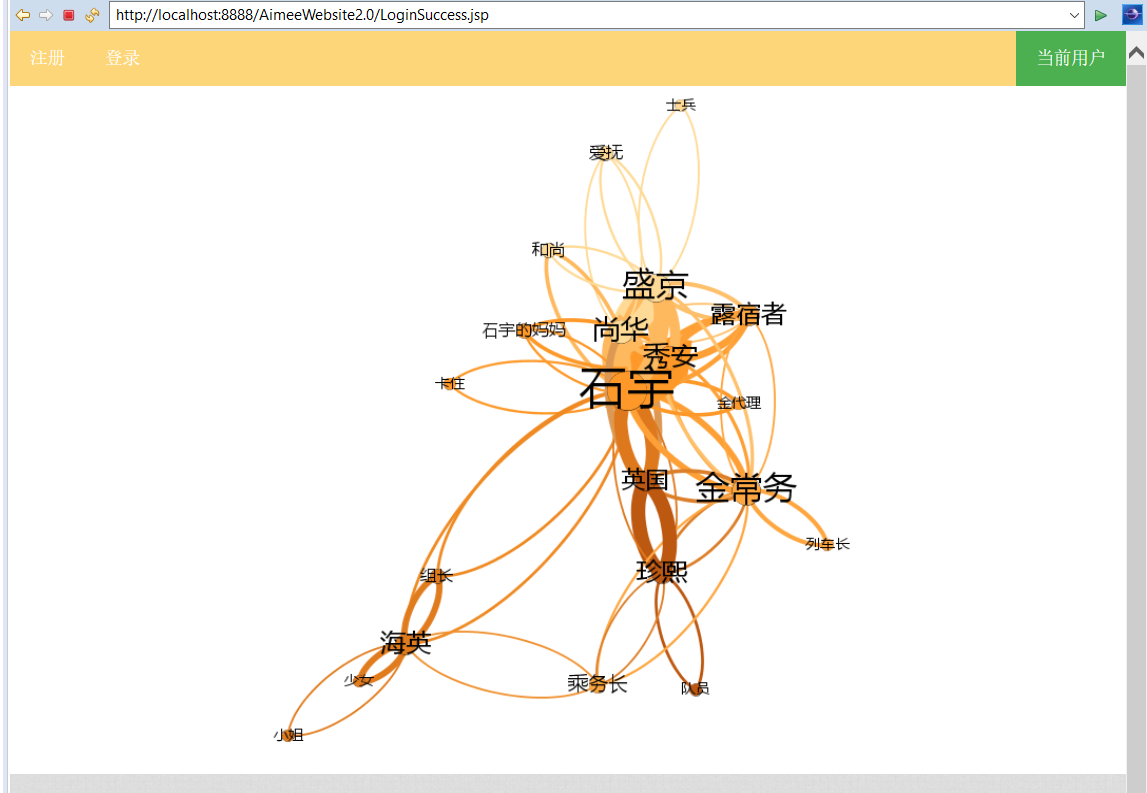 http://localhost:8888/AimeeWebsite2.0/LoginSuccess.jsp
注册 登录 当前用户
士兵
爱抚
和尚
盛京
露宿者
尚华
石宇的妈妈
秀安
卡住
石宇
金代理
英国
金常务
列车长
珍熙
组长
海英
少女
乘务长
队员
小姐